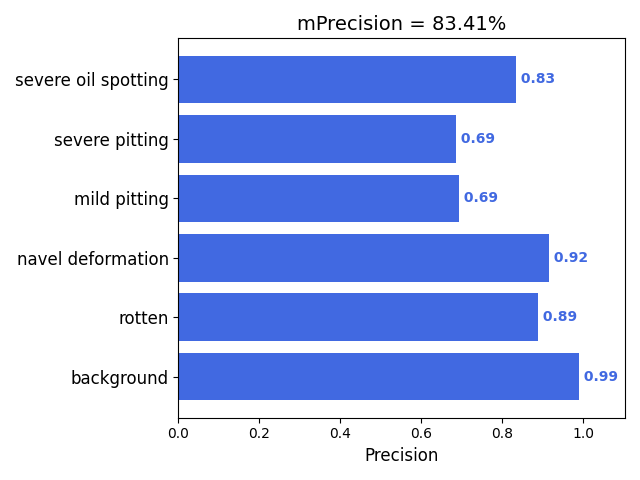 mPrecision = 83.41%
severe oil spotting 0.83
severe pitting 0.69
mild pitting 0.69
navel deformation 0.92
rotten 0.89
background 0.99
0.0 0.2 0.4 0.6 0.8 1.0
Precision